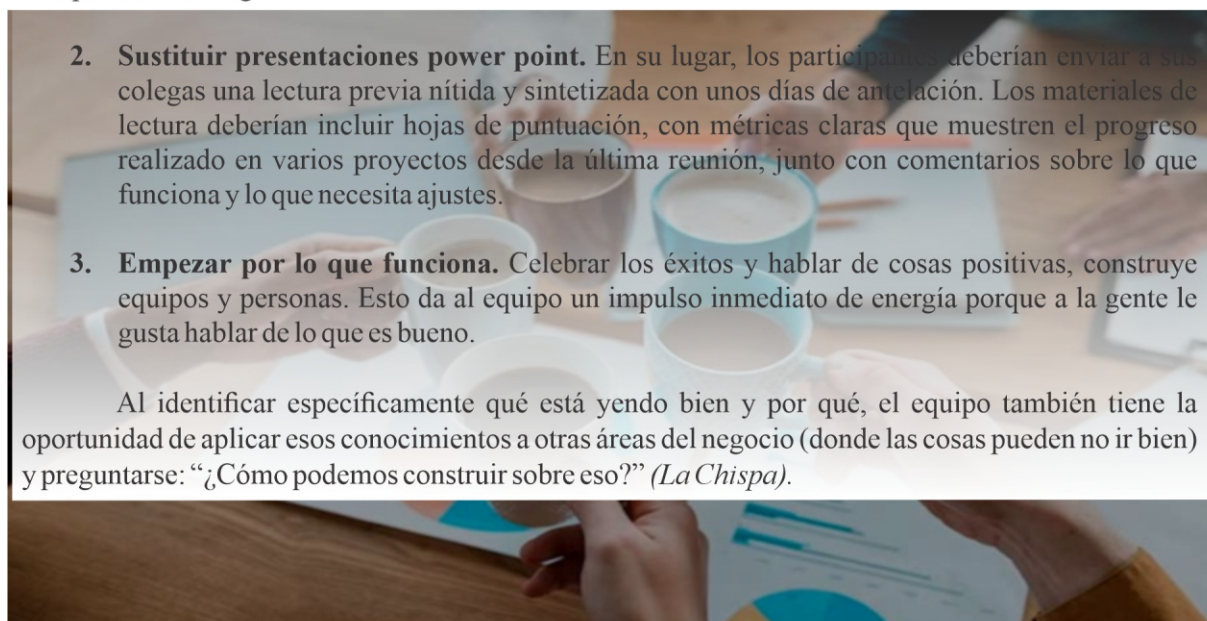 2. Sustituir presentaciones power point. En su lugar, los participantes deberían enviar a sus
colegas una lectura previa nítida y sintetizada con unos días de antelación. Los materiales de
lectura deberían incluir hojas de puntuación, con métricas claras que muestren el progreso
realizado en varios proyectos desde la última reunión, junto con comentarios sobre lo que
funciona y lo que necesita ajustes.
3. Empezar por lo que funciona. Celebrar los éxitos y hablar de cosas positivas, construye
equipos y personas. Esto da al equipo un impulso inmediato de energía porque a la gente le
gusta hablar de lo que es bueno.
Al identificar específicamente qué está yendo bien y por qué, el equipo también tiene la
oportunidad de aplicar esos conocimientos a otras áreas del negocio (donde las cosas pueden no ir bien)
y preguntarse: “¿Cómo podemos construir sobre eso?” (La Chispa).